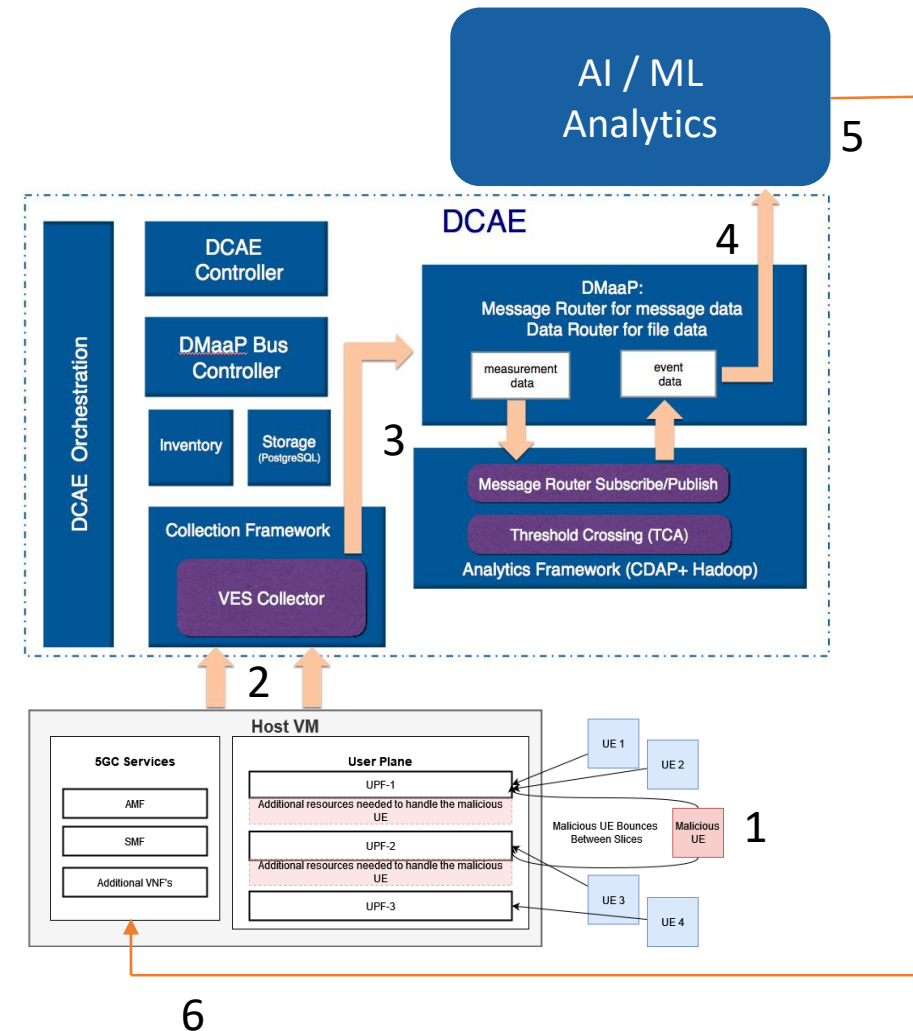 AI / ML
Analytics
5
DCAE
4
DCAE Orchestration
DCAE
Controller
DMaaP Bus
Controller
Inventory
Storage
(PostgreSQL)
3
DMaaP:
Message Router for message data
Data Router for file data
measurement
data
event
data
Message Router Subscribe/Publish
Threshold Crossing (TCA)
Analytics Framework (CDAP+ Hadoop)
Collection Framework
VES Collector
2
Host VM
5GC Services
AMF
SMF
Additional VNF's
User Plane
UPF-1
Additional resources needed to handle the malicious
UE
UPF-2
Additional resources needed to handle the malicious
UE
UPF-3
UE 1
UE 2
Malicious UE Bounces
Between Slices
Malicious
UE
1
UE 3
UE 4
6